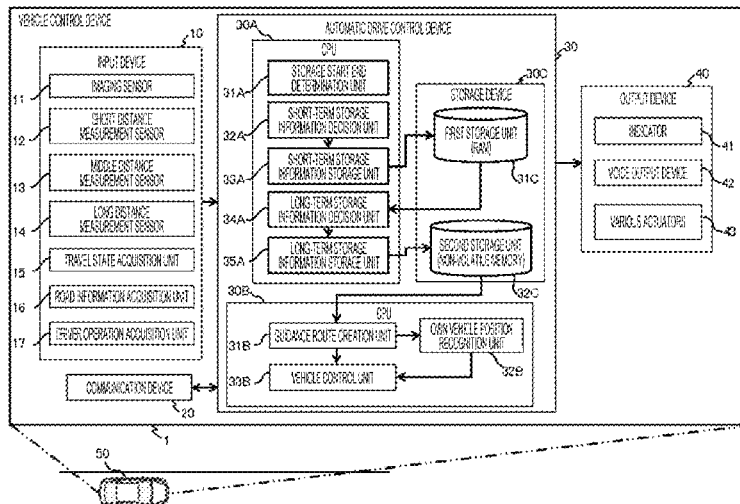 VEHICLE CONTROL DEVICE
10
INPUT DEVICE
11
IMAGING SENSOR
12
SHORT DISTANCE
MEASUREMENT SENSOR
13
MIDDLE DISTANCE
MEASUREMENT SENSOR
14
LONG DISTANCE
MEASUREMENT SENSOR
15
TRAVEL STATE ACQUISITION UNIT
16
ROAD INFORMATION ACQUISITION UNIT
17
DRIVER OPERATION ACQUISITION UNIT
COMMUNICATION DEVICE
20
AUTOMATIC DRIVE CONTROL DEVICE
30
30A
CPU
31A
STORAGE START END
DETERMINATION UNIT
32A
SHORT-TERM STORAGE
INFORMATION DECISION UNIT
33A
SHORT-TERM STORAGE
INFORMATION STORAGE UNIT
34A
LONG-TERM STORAGE
INFORMATION DECISION UNIT
35A
LONG-TERM STORAGE
INFORMATION STORAGE UNIT
30C
STORAGE DEVICE
FIRST STORAGE UNIT
(RAM)
31C
SECOND STORAGE UNIT
(NON-VOLATILE MEMORY)
32C
30B
CPU
31B
GUIDANCE ROUTE CREATION UNIT
OWN VEHICLE POSITION
RECOGNITION UNIT
32B
33B
VEHICLE CONTROL UNIT
40
OUTPUT DEVICE
INDICATOR
41
VOICE OUTPUT DEVICE
42
VARIOUS ACTUATORS
43
1
50